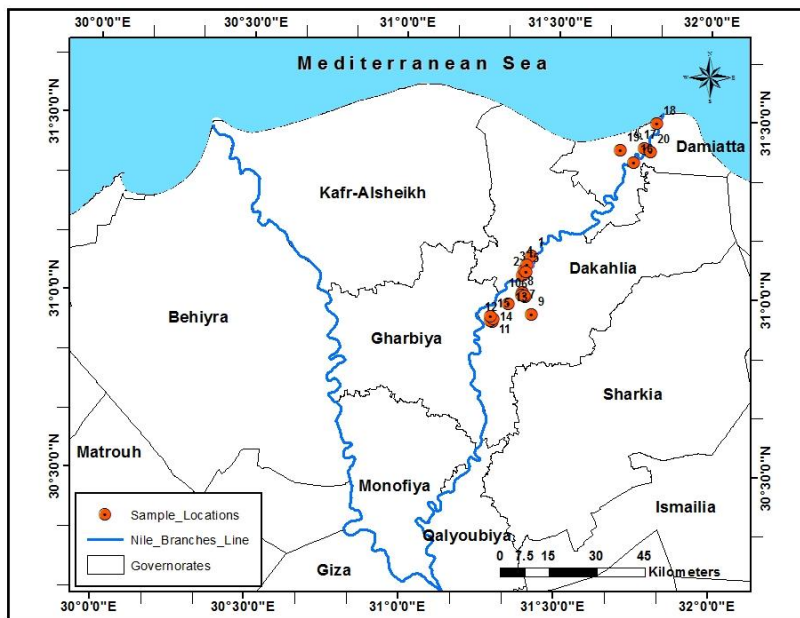 30°0'0"E 30°30'0"E 31°0'0"E 31°30'0"E 32°0'0"E
Mediterranean Sea
31°30'0"N
31°30'0"N
18
19
17
20
16
Damiatta
Kafr-Alsheikh
1
4
3
5
2
Dakahlia
8
10
6
7
9
31°0'0"N
31°0'0"N
13
15
12
14
11
Behiyra
Gharbiya
Sharkia
Matrouh
30°30'0"N
30°30'0"N
Monofiya
Ismailia
Sample_Locations
Nile_Branches_Line
Governorates
Qalyoubiya
Giza
0 7.5 15 30 45
Kilometers
30°0'0"E 30°30'0"E 31°0'0"E 31°30'0"E 32°0'0"E